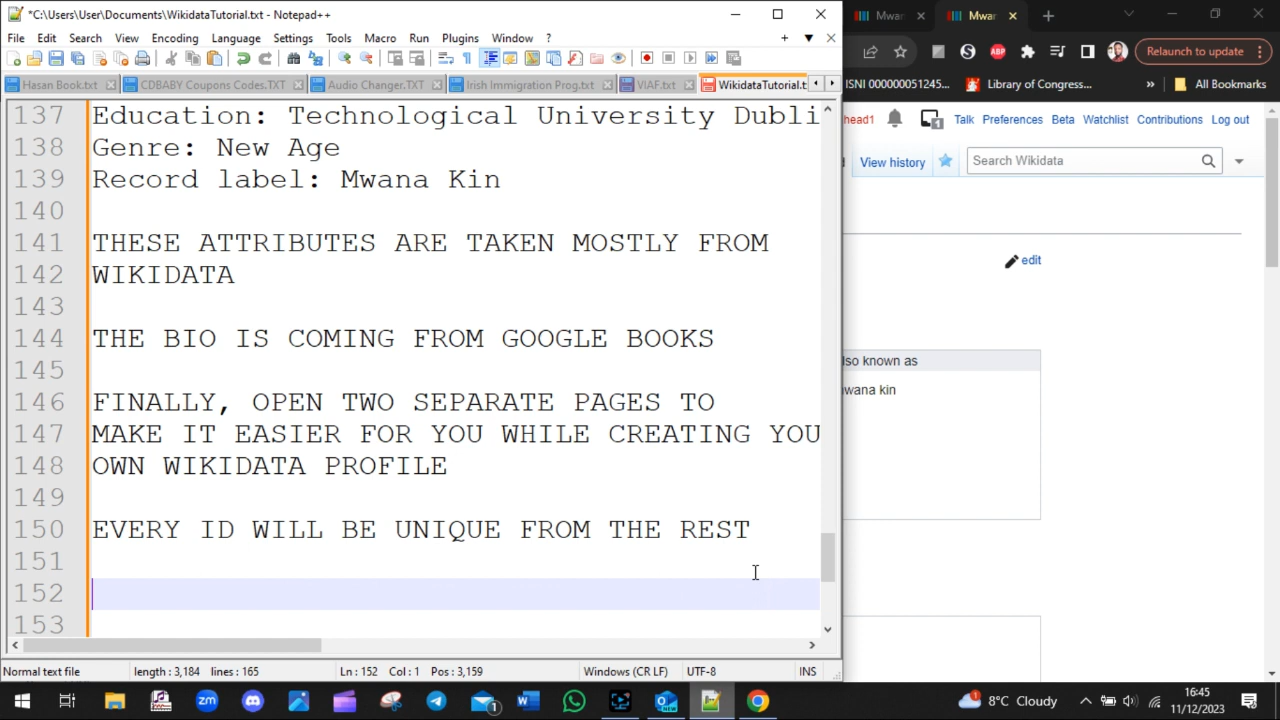 *C:\Users\User\Documents\WikidataTutorial.txt - Notepad++
File Edit Search View Encoding Language Settings Tools Macro Run Plugins Window ?
Hasan Book.txt CDBABY Coupons Codes.TXT Audio Changer.TXT Irish Immigration Prog.txt VIAF.txt WikidataTutorial.t
137 Education: Technological University Dubli
138 Genre: New Age
139 Record label: Mwana Kin
140
141 THESE ATTRIBUTES ARE TAKEN MOSTLY FROM
142 WIKIDATA
143
144 THE BIO IS COMING FROM GOOGLE BOOKS
145
146 FINALLY, OPEN TWO SEPARATE PAGES TO
147 MAKE IT EASIER FOR YOU WHILE CREATING YOU
148 OWN WIKIDATA PROFILE
149
150 EVERY ID WILL BE UNIQUE FROM THE REST
151
152
153
Normal text file length : 3,184 lines : 165 Ln : 152 Col : 1 Pos : 3,159 Windows (CR LF) UTF-8 INS
Mwan Mwar
Relaunch to update
ISNI 000000051245... Library of Congress... » All Bookmarks
head1 Talk Preferences Beta Watchlist Contributions Log out
View history Search Wikidata
edit
lso known as
wana kin
8°C Cloudy
16:45
11/12/2023